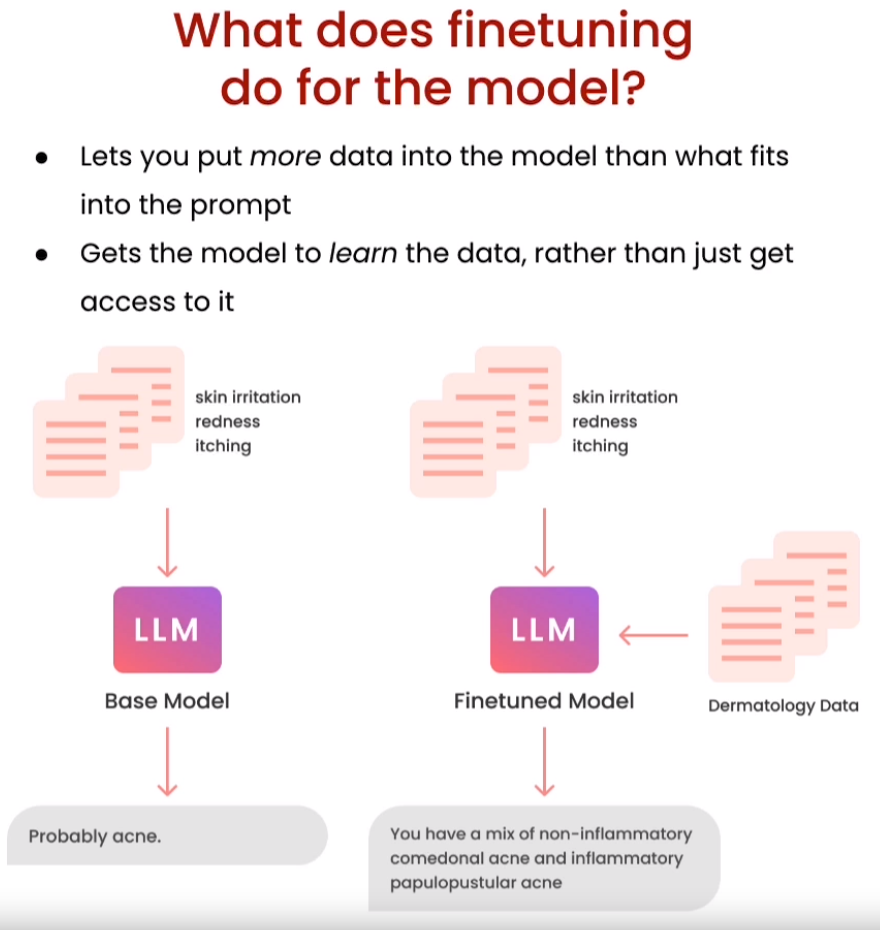 What does finetuning
do for the model?
● Lets you put more data into the model than what fits
into the prompt
● Gets the model to learn the data, rather than just get
access to it
skin irritation
redness
itching
LLM
Base Model
Probably acne.
skin irritation
redness
itching
LLM
Finetuned Model
Dermatology Data
You have a mix of non-inflammatory
comedonal acne and inflammatory
papulopustular acne